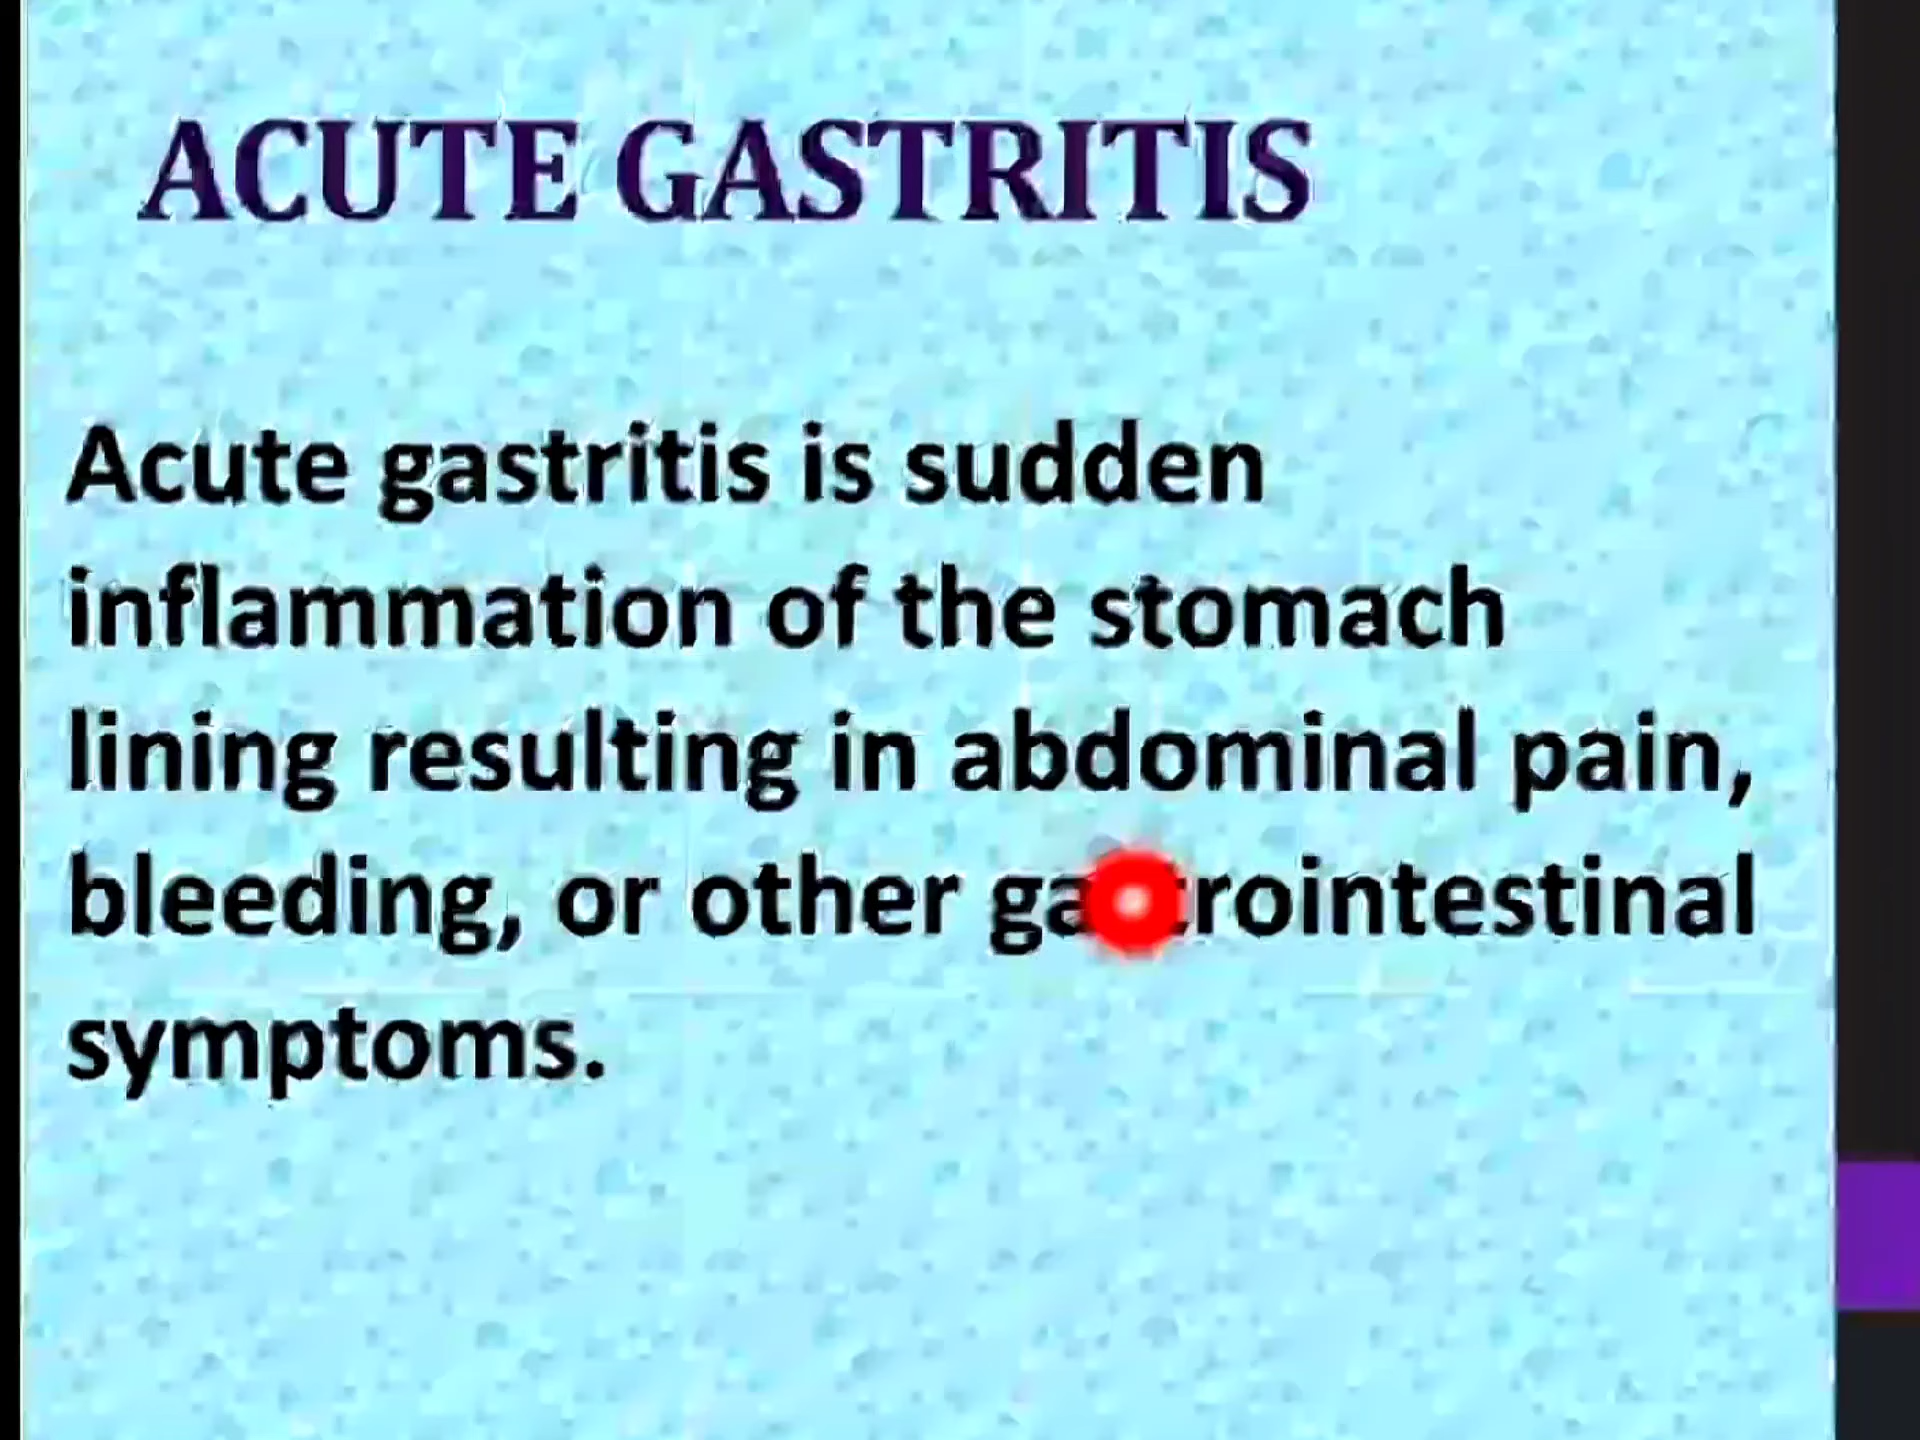 ACUTE GASTRITIS
Acute gastritis is sudden
inflammation of the stomach
lining resulting in abdominal pain,
bleeding, or other gastrointestinal
symptoms.